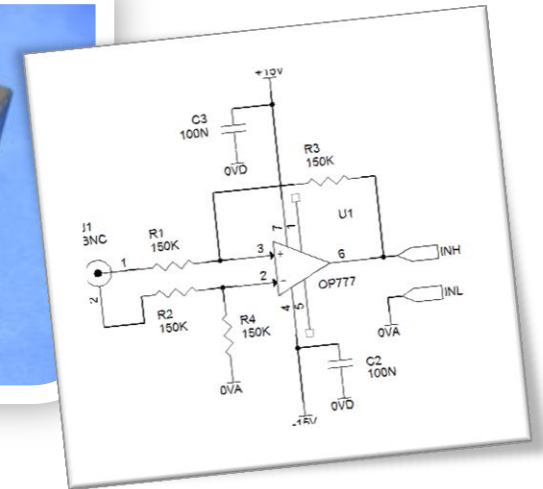 +15V
C3
100N
0VD
R3
150K
7
1
U1
J1
BNC
1
R1
150K
3
+
6
INH
2
-
OP777
2
R2
150K
R4
150K
4
5
INL
0VA
C2
100N
0VA
0VD
-15V